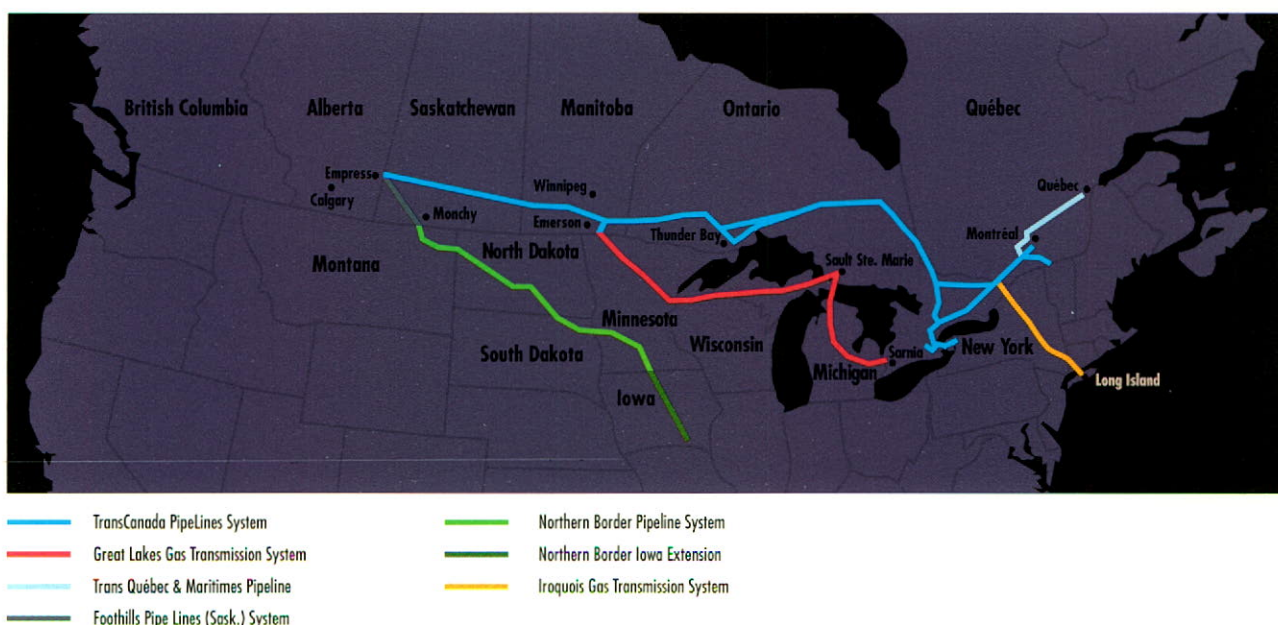 British Columbia
Alberta
Saskatchewan
Manitoba
Ontario
Québec
Empress
Calgary
Winnipeg
Québec
Monchy
Emerson
Thunder Bay
Montréal
North Dakota
Montana
Sault Ste. Marie
Minnesota
Wisconsin
South Dakota
Michigan
Sarnia
New York
Iowa
Long Island
TransCanada PipeLines System
Great Lakes Gas Transmission System
Trans Québec & Maritimes Pipeline
Foothills Pipe Lines (Sask.) System
Northern Border Pipeline System
Northern Border Iowa Extension
Iroquois Gas Transmission System